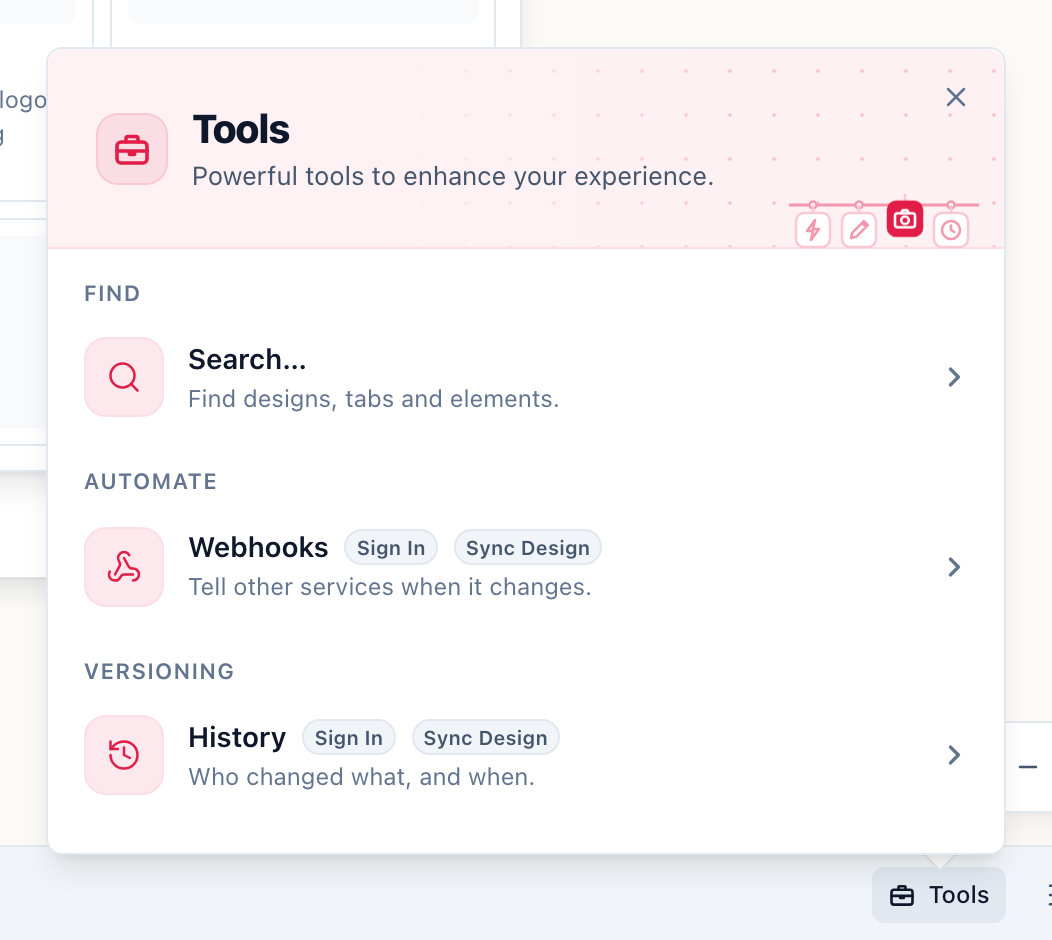 logo
g
Tools
Powerful tools to enhance your experience.
FIND
Search...
Find designs, tabs and elements.
AUTOMATE
Webhooks Sign In Sync Design
Tell other services when it changes.
VERSIONING
History Sign In Sync Design
Who changed what, and when.
Tools